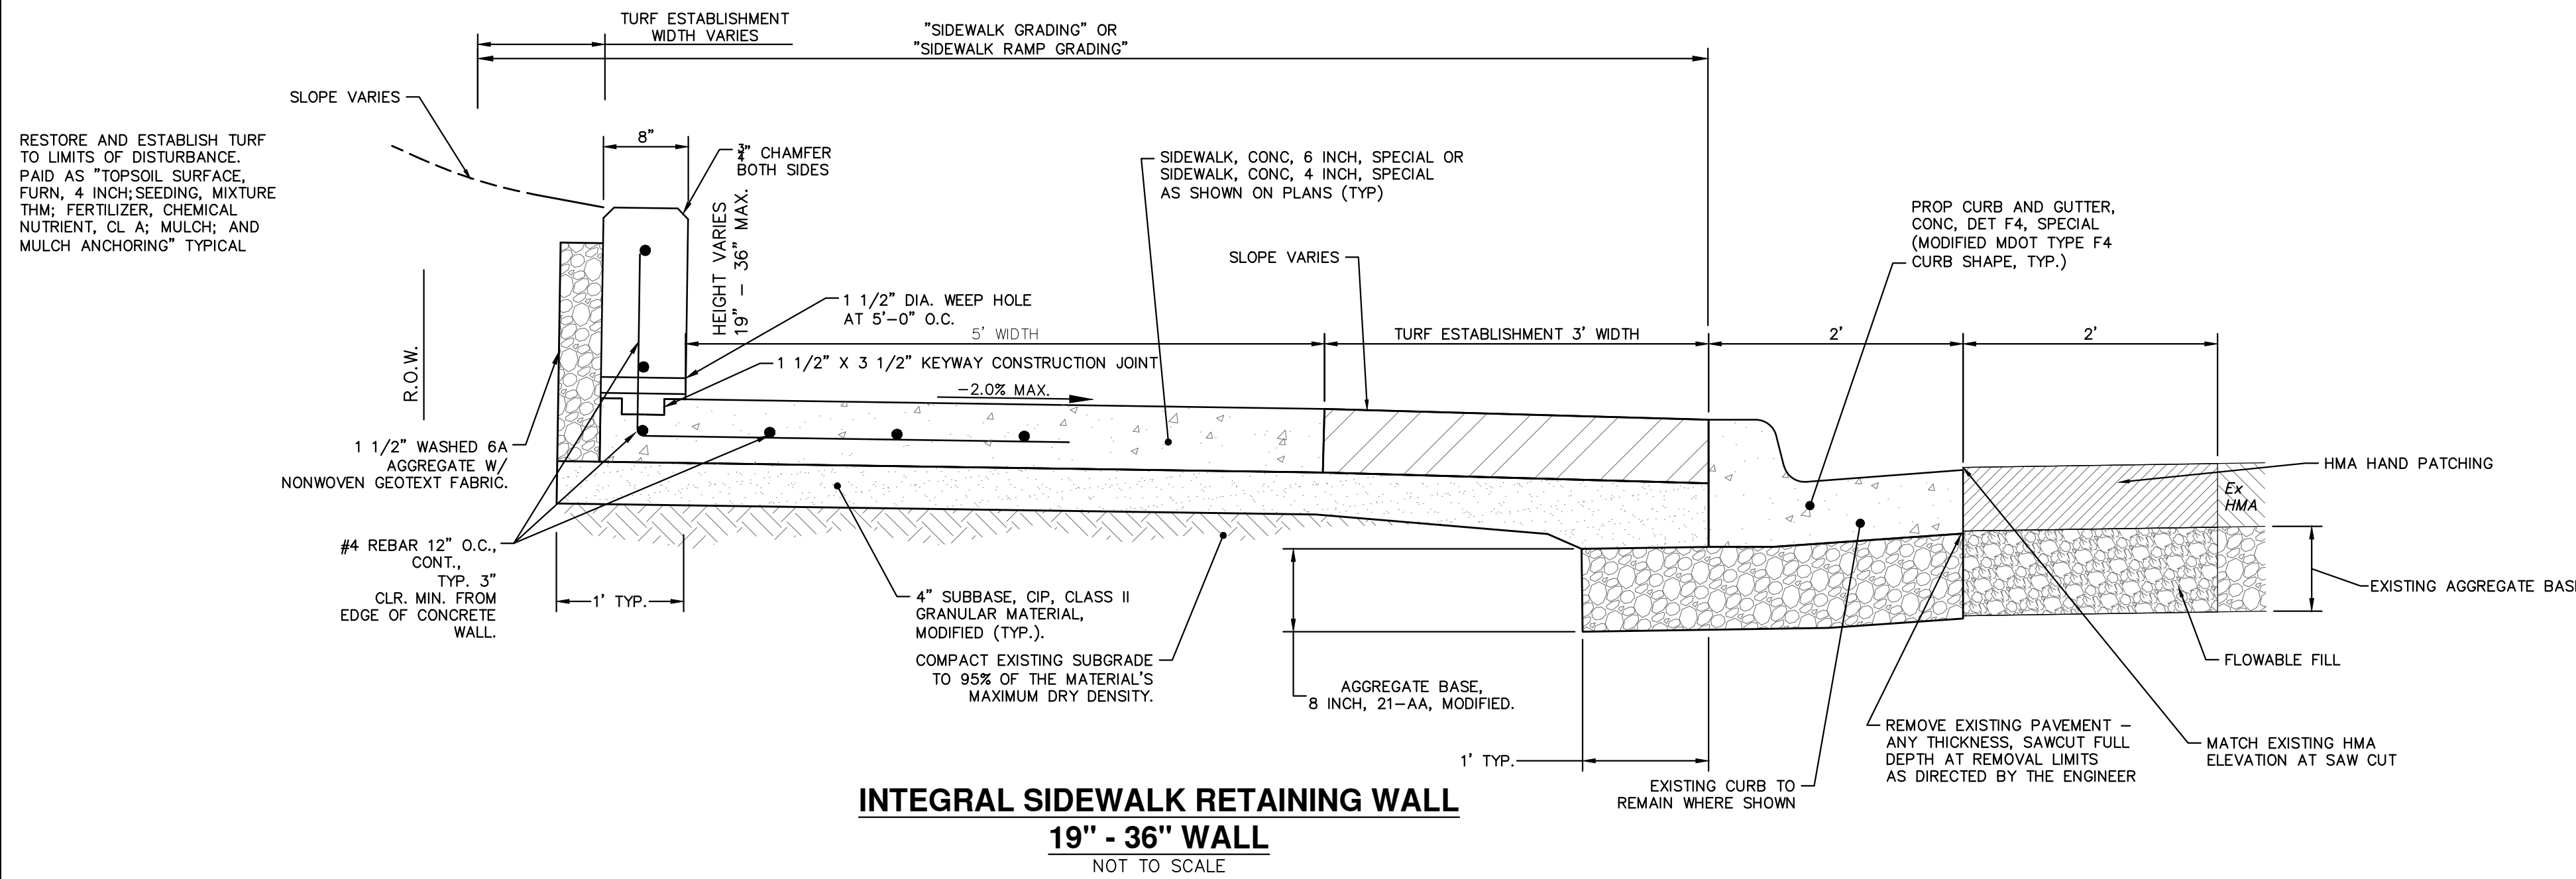 TURF ESTABLISHMENT
WIDTH VARIES
"SIDEWALK GRADING" OR
"SIDEWALK RAMP GRADING"
SLOPE VARIES
RESTORE AND ESTABLISH TURF
TO LIMITS OF DISTURBANCE.
PAID AS "TOPSOIL SURFACE,
FURN, 4 INCH;SEEDING, MIXTURE
THM; FERTILIZER, CHEMICAL
NUTRIENT, CL A; MULCH; AND
MULCH ANCHORING" TYPICAL
8"
3/4" CHAMFER
BOTH SIDES
HEIGHT VARIES
19" - 36" MAX.
SIDEWALK, CONC, 6 INCH, SPECIAL OR
SIDEWALK, CONC, 4 INCH, SPECIAL
AS SHOWN ON PLANS (TYP)
SLOPE VARIES
PROP CURB AND GUTTER,
CONC, DET F4, SPECIAL
(MODIFIED MDOT TYPE F4
CURB SHAPE, TYP.)
1 1/2" DIA. WEEP HOLE
AT 5'-0" O.C.
5' WIDTH
TURF ESTABLISHMENT 3' WIDTH
2'
2'
R.O.W.
1 1/2" X 3 1/2" KEYWAY CONSTRUCTION JOINT
-2.0% MAX.
1 1/2" WASHED 6A
AGGREGATE W/
NONWOVEN GEOTEXT FABRIC.
HMA HAND PATCHING
Ex
HMA
#4 REBAR 12" O.C.,
CONT.,
TYP. 3"
CLR. MIN. FROM
EDGE OF CONCRETE
WALL.
1' TYP.
4" SUBBASE, CIP, CLASS II
GRANULAR MATERIAL,
MODIFIED (TYP.).
COMPACT EXISTING SUBGRADE
TO 95% OF THE MATERIAL'S
MAXIMUM DRY DENSITY.
AGGREGATE BASE,
8 INCH, 21-AA, MODIFIED.
1' TYP.
EXISTING CURB TO
REMAIN WHERE SHOWN
REMOVE EXISTING PAVEMENT -
ANY THICKNESS, SAWCUT FULL
DEPTH AT REMOVAL LIMITS
AS DIRECTED BY THE ENGINEER
MATCH EXISTING HMA
ELEVATION AT SAW CUT
FLOWABLE FILL
EXISTING AGGREGATE BAS
INTEGRAL SIDEWALK RETAINING WALL
19" - 36" WALL
NOT TO SCALE